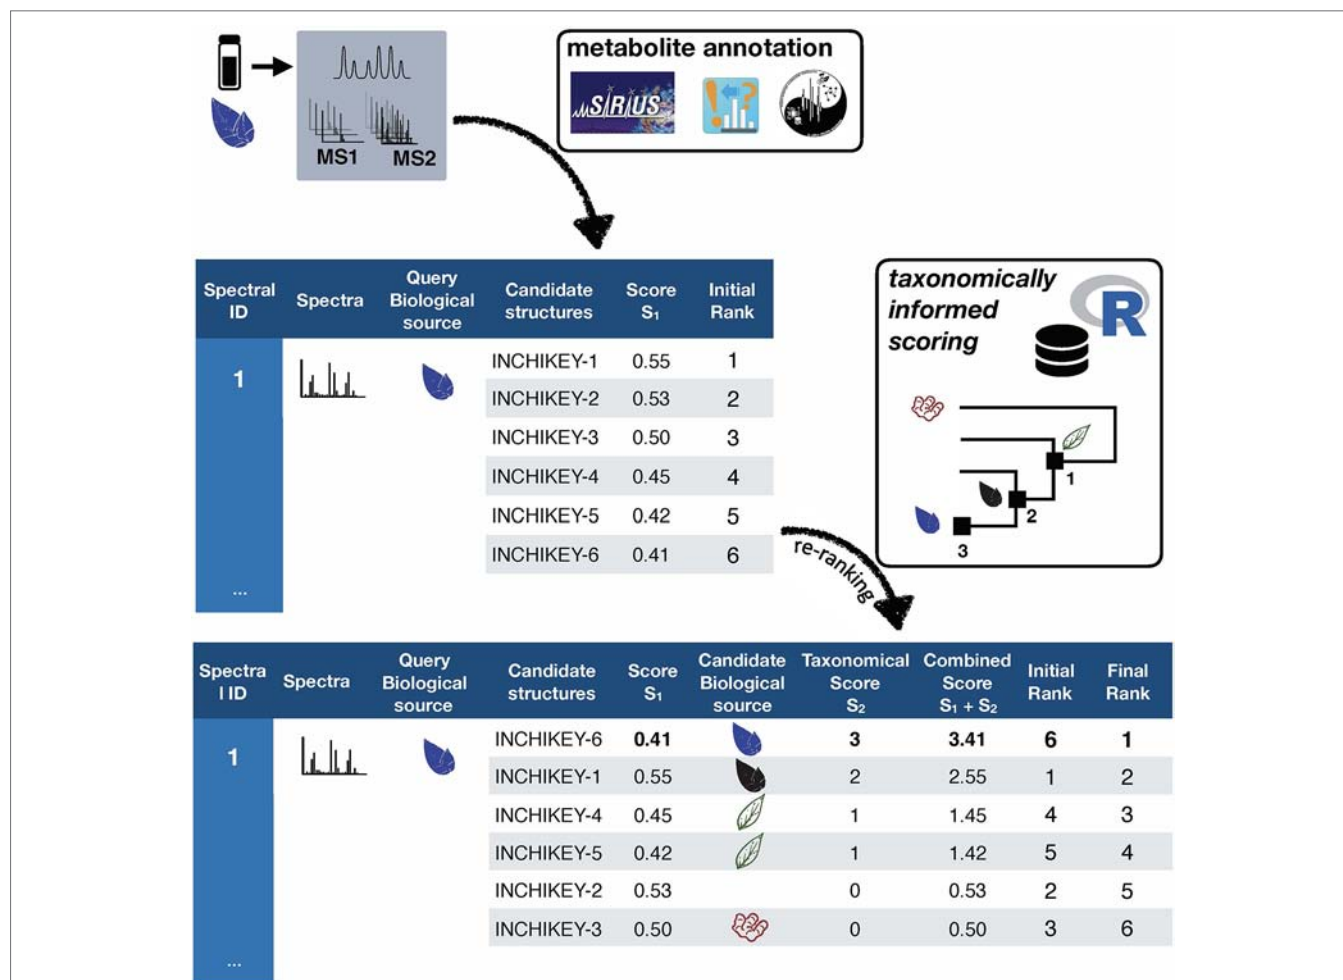 metabolite annotation
SIRIUS
! ?
MS1 MS2
Spectral ID Spectra Query Biological source Candidate structures Score S₁ Initial Rank
1 INCHIKEY-1 0.55 1
INCHIKEY-2 0.53 2
INCHIKEY-3 0.50 3
INCHIKEY-4 0.45 4
INCHIKEY-5 0.42 5
INCHIKEY-6 0.41 6
...
taxonomically
informed
scoring
R
1
2
3
re-ranking
Spectra l ID Spectra Query Biological source Candidate structures Score S₁ Candidate Biological source Taxonomical Score S₂ Combined Score S₁ + S₂ Initial Rank Final Rank
1 INCHIKEY-6 0.41 3 3.41 6 1
INCHIKEY-1 0.55 2 2.55 1 2
INCHIKEY-4 0.45 1 1.45 4 3
INCHIKEY-5 0.42 1 1.42 5 4
INCHIKEY-2 0.53 0 0.53 2 5
INCHIKEY-3 0.50 0 0.50 3 6
...